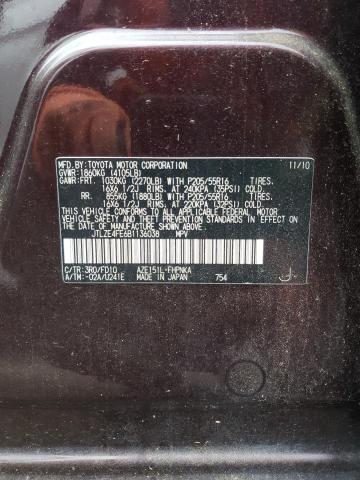 MFD.BY:TOYOTA MOTOR CORPORATION 11/10
GVWR:1860KG (4105LB)
GAWR: FRT. 1030KG (2270LB) WITH P205/55R16 TIRES.
16X6 1/2J RIMS. AT 240KPA (35PSI) COLD.
RR. 855KG (1880LB) WITH P205/55R16 TIRES.
16X6 1/2J RIMS. AT 220KPA (32PSI) COLD.
THIS VEHICLE CONFORMS TO ALL APPLICABLE FEDERAL MOTOR
VEHICLE SAFETY AND THEFT PREVENTION STANDARDS IN
EFFECT ON THE DATE OF MANUFACTURE SHOWN ABOVE.
JTLZE4FE6B1136038 MPV
C/TR:3R0/FD10 AZE151L-FHPNKA
A/TM:-02A/U241E MADE IN JAPAN 754